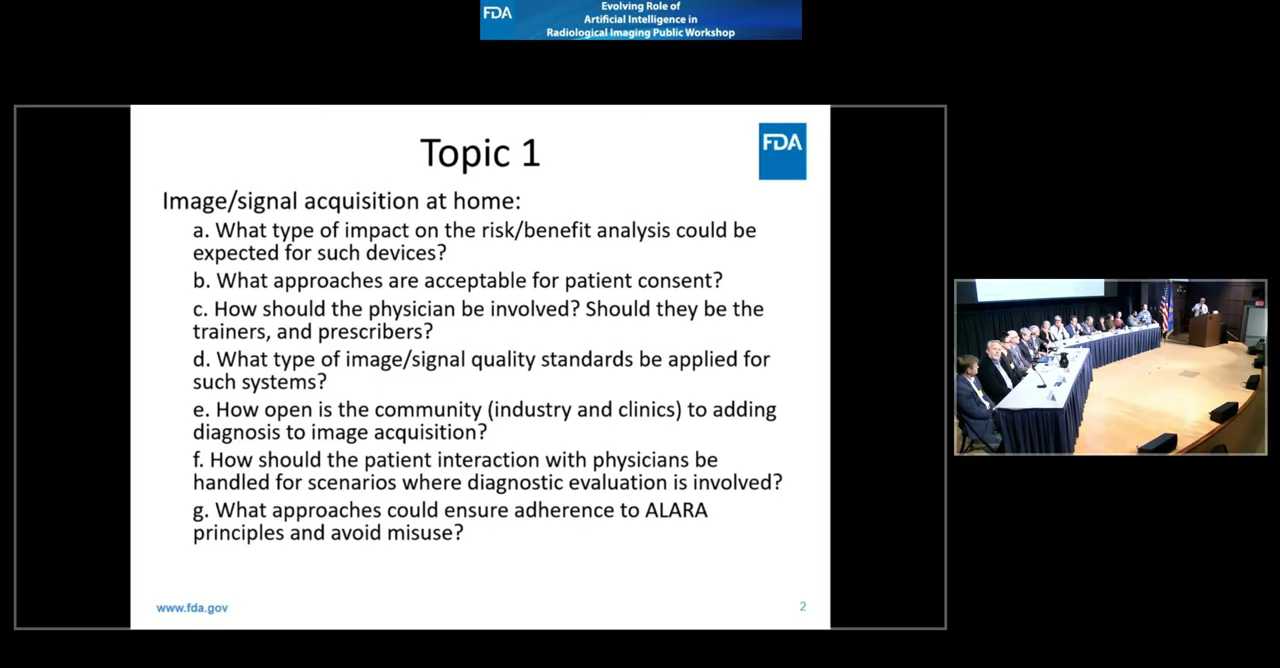 FDA
Evolving Role of
Artificial Intelligence in
Radiological Imaging Public Workshop
Topic 1
FDA
Image/signal acquisition at home:
a. What type of impact on the risk/benefit analysis could be
expected for such devices?
b. What approaches are acceptable for patient consent?
c. How should the physician be involved? Should they be the
trainers, and prescribers?
d. What type of image/signal quality standards be applied for
such systems?
e. How open is the community (industry and clinics) to adding
diagnosis to image acquisition?
f. How should the patient interaction with physicians be
handled for scenarios where diagnostic evaluation is involved?
g. What approaches could ensure adherence to ALARA
principles and avoid misuse?
www.fda.gov
2